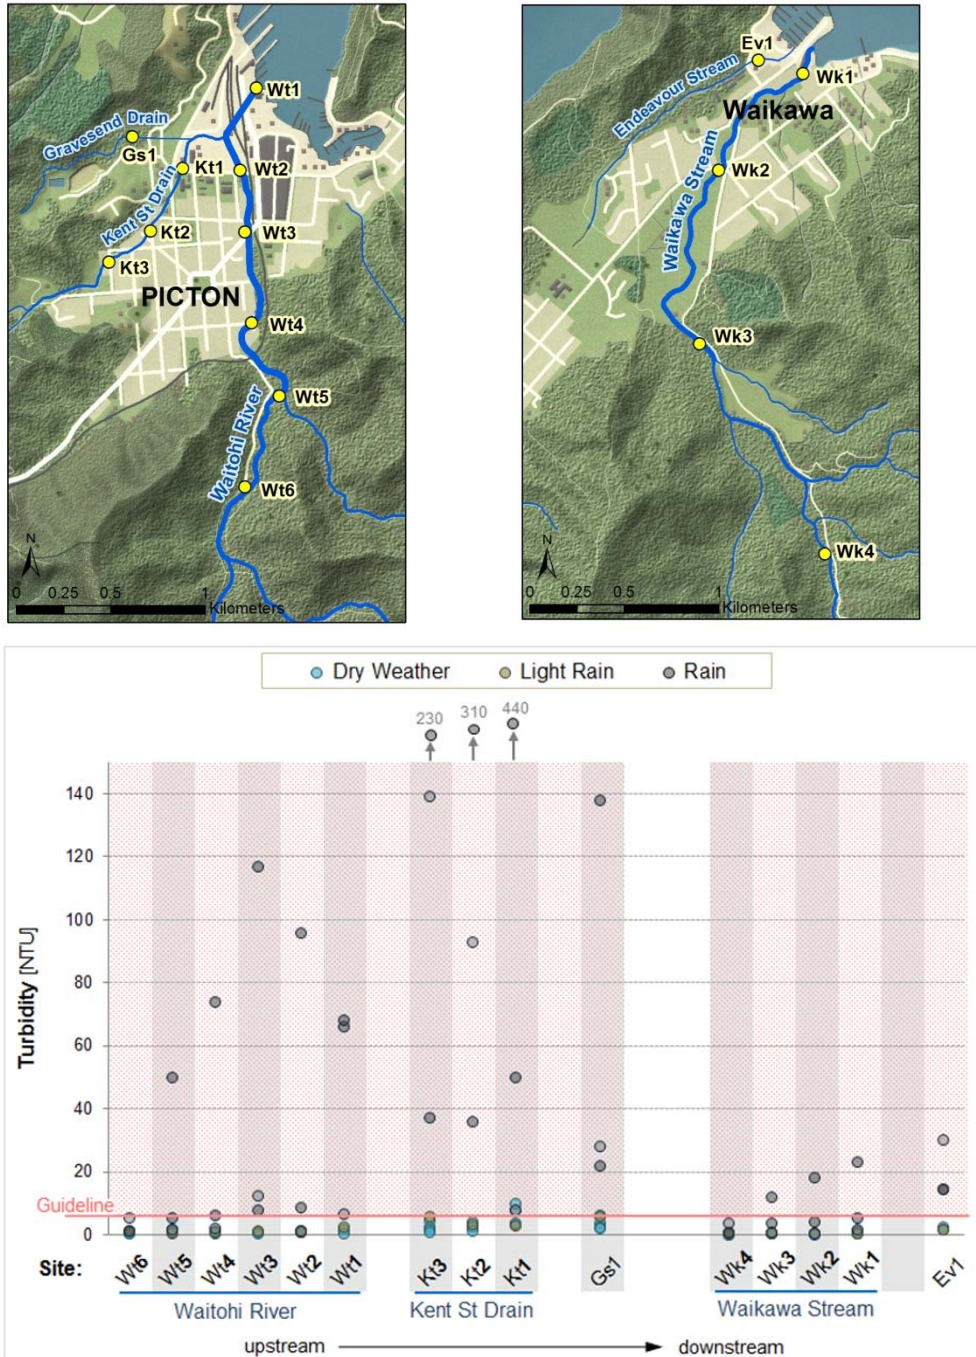 Ev1
Wk1
Endeavour Stream
Waikawa
Wt1
Gravesend Drain
Gs1
Kt1
Wt2
Waikawa Stream
Wk2
Kent St Drain
Kt2
Wt3
Kt3
PICTON
Wt4
Wk3
Wt5
Waitohi River
Wt6
Wk4
N
0 0.25 0.5 1
Kilometers
N
0 0.25 0.5 1
Kilometers
Dry Weather Light Rain Rain
230 310 440
140
120
100
80
60
40
20
0
Turbidity [NTU]
Guideline
Site: Wt6 Wt5 Wt4 Wt3 Wt2 Wt1 Kt3 Kt2 Kt1 Gs1 Wk4 Wk3 Wk2 Wk1 Ev1
Waitohi River Kent St Drain Waikawa Stream
upstream downstream